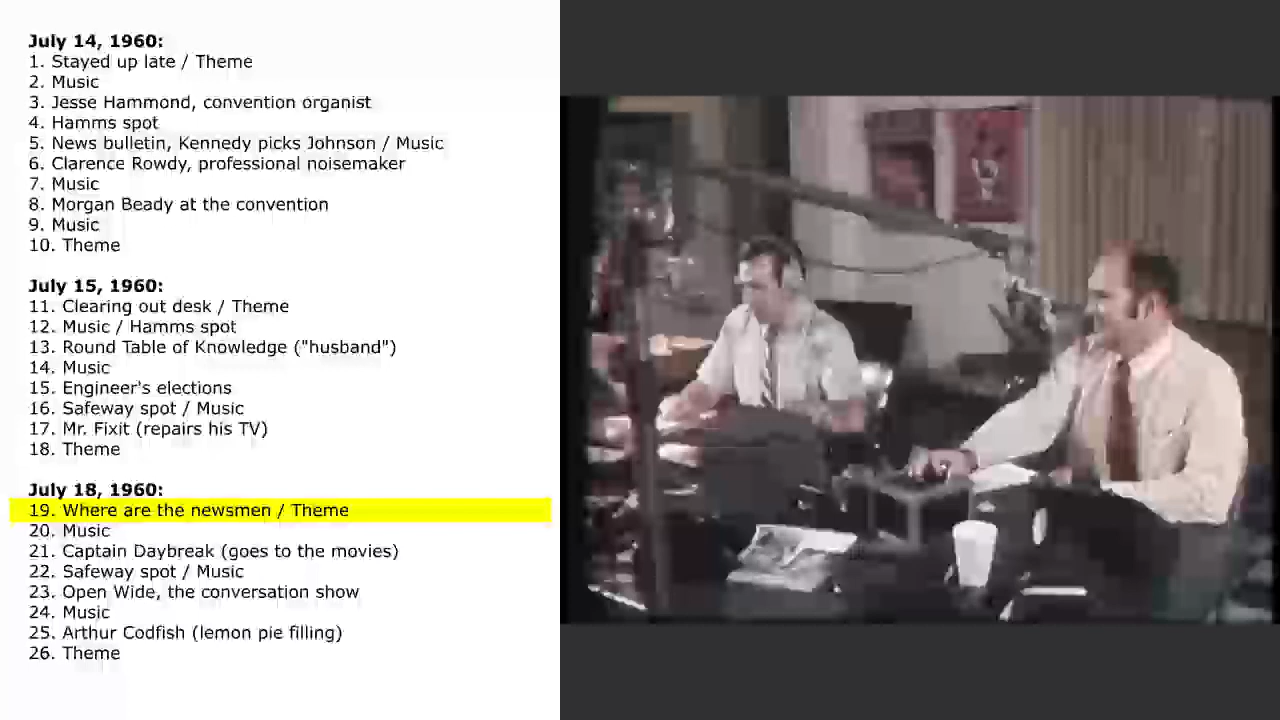 July 14, 1960:
1. Stayed up late / Theme
2. Music
3. Jesse Hammond, convention organist
4. Hamms spot
5. News bulletin, Kennedy picks Johnson / Music
6. Clarence Rowdy, professional noisemaker
7. Music
8. Morgan Beady at the convention
9. Music
10. Theme
July 15, 1960:
11. Clearing out desk / Theme
12. Music / Hamms spot
13. Round Table of Knowledge ("husband")
14. Music
15. Engineer's elections
16. Safeway spot / Music
17. Mr. Fixit (repairs his TV)
18. Theme
July 18, 1960:
19. Where are the newsmen / Theme
20. Music
21. Captain Daybreak (goes to the movies)
22. Safeway spot / Music
23. Open Wide, the conversation show
24. Music
25. Arthur Codfish (lemon pie filling)
26. Theme